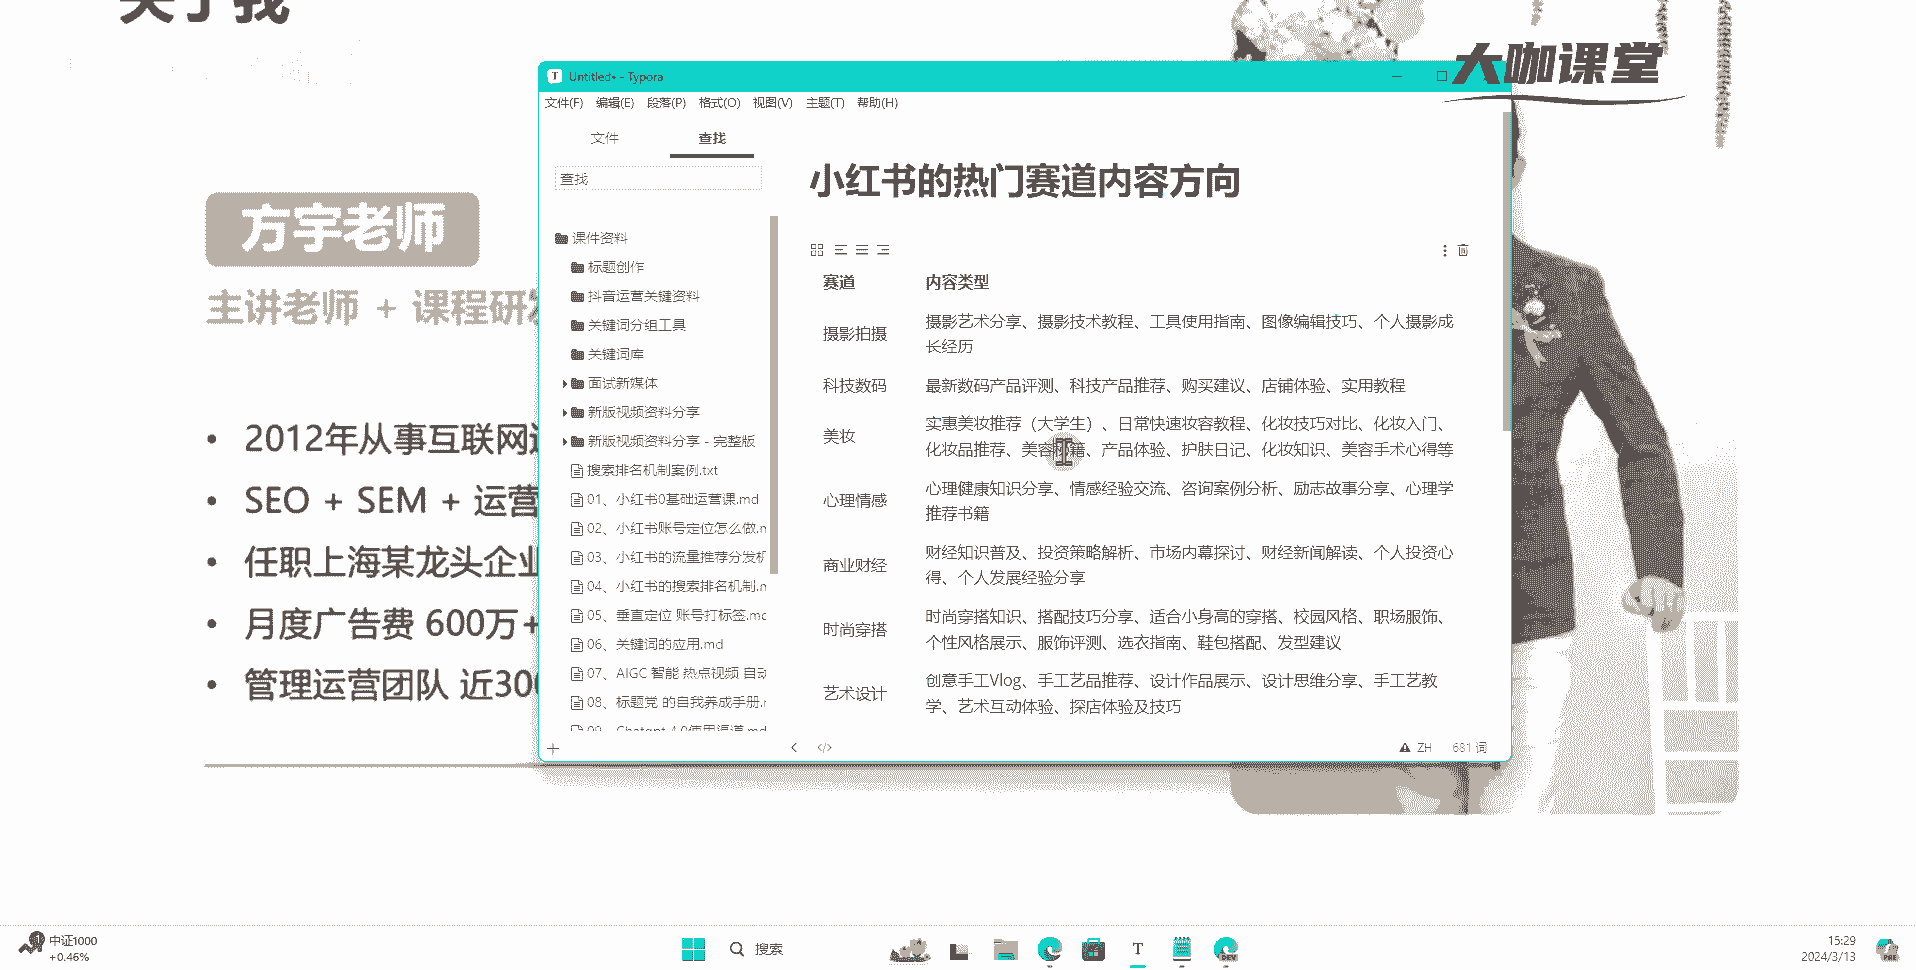 关于我
大咖课堂
方宇老师
主讲老师 + 课程研发
2012年从事互联网
SEO + SEM + 运营
任职上海某龙头企业
月度广告费 600万+
管理运营团队 近300
Untitled• - Typora
文件(F) 编辑(E) 段落(P) 格式(O) 视图(V) 主题(T) 帮助(H)
文件 查找
查找
课件资料
标题创作
抖音运营关键资料
关键词分组工具
关键词库
面试新媒体
新版视频资料分享
新版视频资料分享 - 完整版
搜索排名机制案例.txt
01、小红书0基础运营课.md
02、小红书账号定位怎么做.m
03、小红书的流量推荐分发机
04、小红书的搜索排名机制.m
05、垂直定位 账号打标签.mc
06、关键词的应用.md
07、AIGC 智能 热点视频 自动
08、标题党 的自我养成手册.r
09、Chatgpt 4.0使用渠道.md
小红书的热门赛道内容方向
赛道 内容类型
摄影拍摄 摄影艺术分享、摄影技术教程、工具使用指南、图像编辑技巧、个人摄影成
长经历
科技数码 最新数码产品评测、科技产品推荐、购买建议、店铺体验、实用教程
美妆 实惠美妆推荐（大学生）、日常快速妆容教程、化妆技巧对比、化妆入门、
化妆品推荐、美容书籍、产品体验、护肤日记、化妆知识、美容手术心得等
心理情感 心理健康知识分享、情感经验交流、咨询案例分析、励志故事分享、心理学
推荐书籍
商业财经 财经知识普及、投资策略解析、市场内幕探讨、财经新闻解读、个人投资心
得、个人发展经验分享
时尚穿搭 时尚穿搭知识、搭配技巧分享、适合小身高的穿搭、校园风格、职场服饰、
个性风格展示、服饰评测、选衣指南、鞋包搭配、发型建议
艺术设计 创意手工Vlog、手工艺品推荐、设计作品展示、设计思维分享、手工艺教
学、艺术互动体验、探店体验及技巧
ZH 681 词
中证1000
+0.46%
搜索
T
DEV
15:29
2024/3/13
PRE